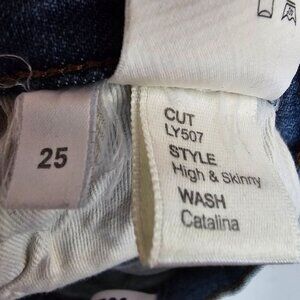 25
CUT
LY507
STYLE
High & Skinny
WASH
Catalina